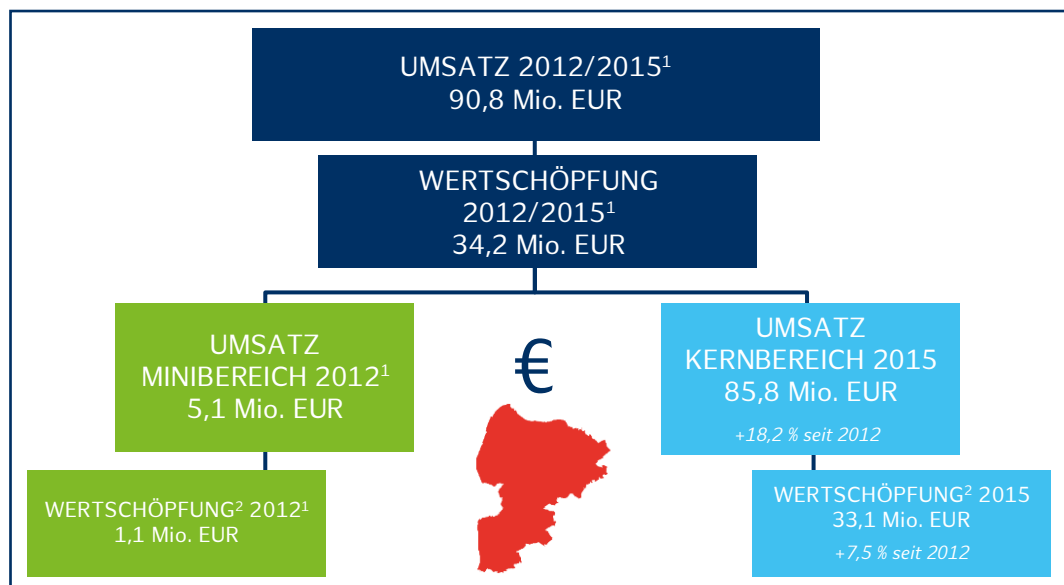 UMSATZ 2012/2015¹
90,8 Mio. EUR
WERTSCHÖPFUNG
2012/2015¹
34,2 Mio. EUR
UMSATZ
MINIBEREICH 2012¹
5,1 Mio. EUR
€
UMSATZ
KERNBEREICH 2015
85,8 Mio. EUR
+18,2 % seit 2012
WERTSCHÖPFUNG² 2012¹
1,1 Mio. EUR
WERTSCHÖPFUNG² 2015
33,1 Mio. EUR
+7,5 % seit 2012